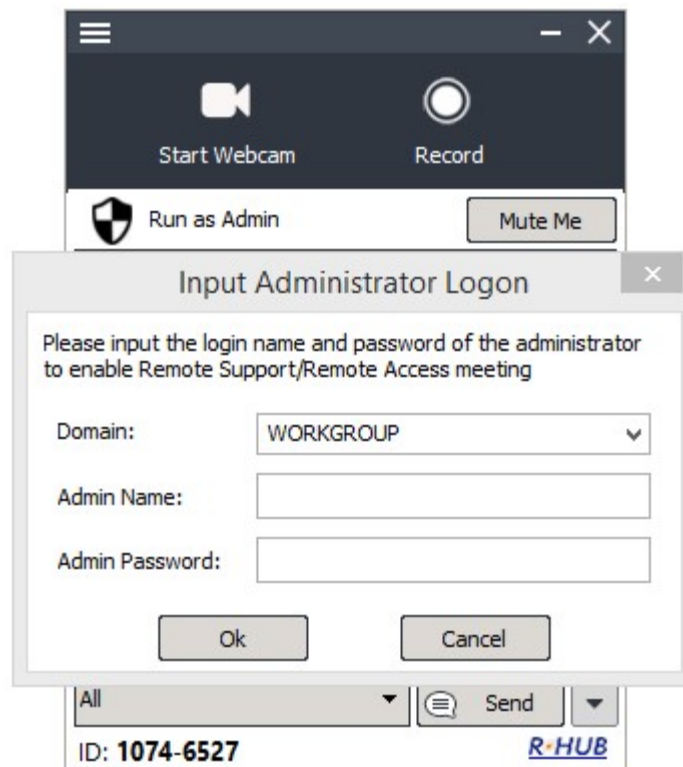 Start Webcam
Record
Run as Admin
Mute Me
Input Administrator Logon
Please input the login name and password of the administrator
to enable Remote Support/Remote Access meeting
Domain:
WORKGROUP
Admin Name:
Admin Password:
Ok
Cancel
All
Send
ID: 1074-6527
R·HUB